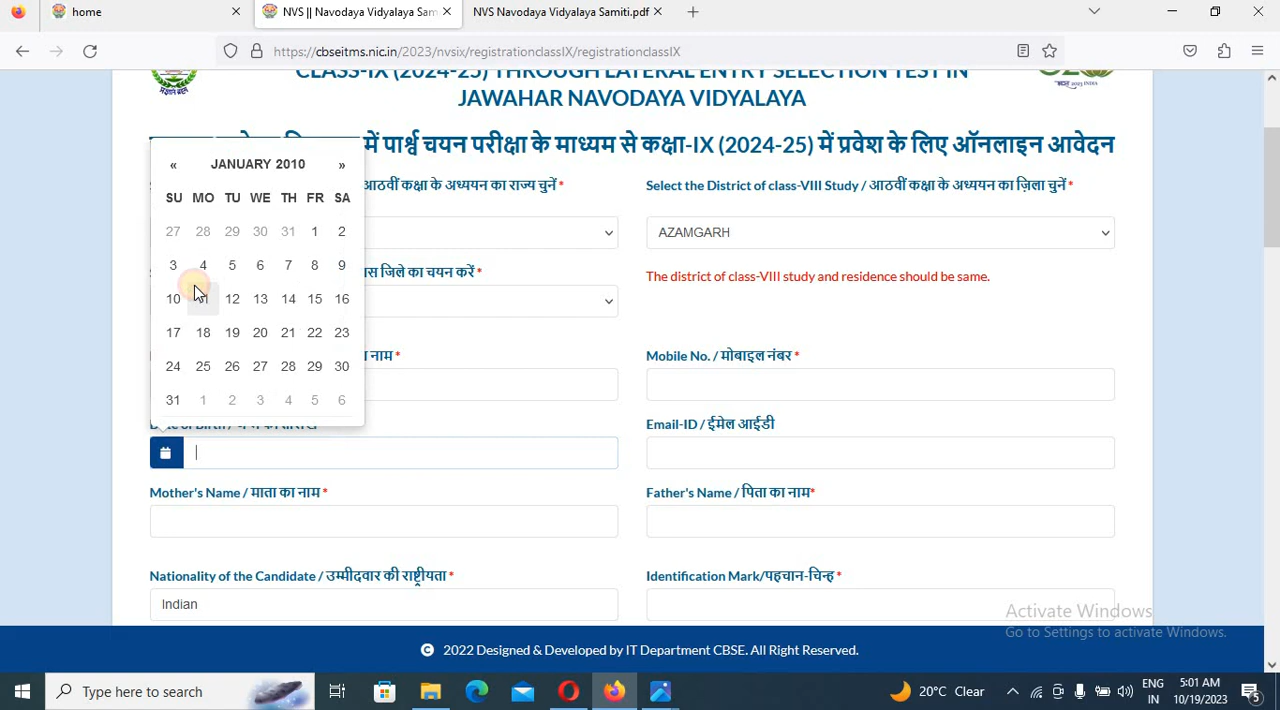 home
NVS || Navodaya Vidyalaya Sam
NVS Navodaya Vidyalaya Samiti.pdf
https://cbseitms.nic.in/2023/nvsix/registrationclassIX/registrationclassIX
CLASS-IX (2024-25) THROUGH LATERAL ENTRY SELECTION TEST IN
JAWAHAR NAVODAYA VIDYALAYA
में पार्श्व चयन परीक्षा के माध्यम से कक्षा-IX (2024-25) में प्रवेश के लिए ऑनलाइन आवेदन
आठवीं कक्षा के अध्ययन का राज्य चुनें*
Select the District of class-VIII Study / आठवीं कक्षा के अध्ययन का ज़िला चुनें*
AZAMGARH
जिले का चयन करें *
The district of class-VIII study and residence should be same.
« JANUARY 2010 »
SU MO TU WE TH FR SA
27 28 29 30 31 1 2
3 4 5 6 7 8 9
10 11 12 13 14 15 16
17 18 19 20 21 22 23
24 25 26 27 28 29 30
31 1 2 3 4 5 6
नाम*
Mobile No. / मोबाइल नंबर *
Email-ID / ईमेल आईडी
Mother's Name / माता का नाम *
Father's Name / पिता का नाम*
Nationality of the Candidate / उम्मीदवार की राष्ट्रीयता *
Indian
Identification Mark/पहचान-चिन्ह *
Activate Windows
Go to Settings to activate Windows.
2022 Designed & Developed by IT Department CBSE. All Right Reserved.
Type here to search
20°C Clear
ENG
IN
5:01 AM
10/19/2023
5